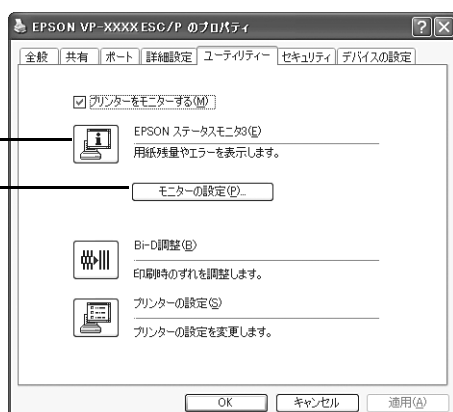 EPSON VP-XXXX ESC/P のプロパティ
全般 共有 ポート 詳細設定 ユーティリティー セキュリティ デバイスの設定
プリンターをモニターする(M)
EPSON ステータスモニタ3(E)
用紙残量やエラーを表示します。
モニターの設定(P)...
Bi-D調整(B)
印刷時のずれを調整します。
プリンターの設定(S)
プリンターの設定を変更します。
OK キャンセル 適用(A)